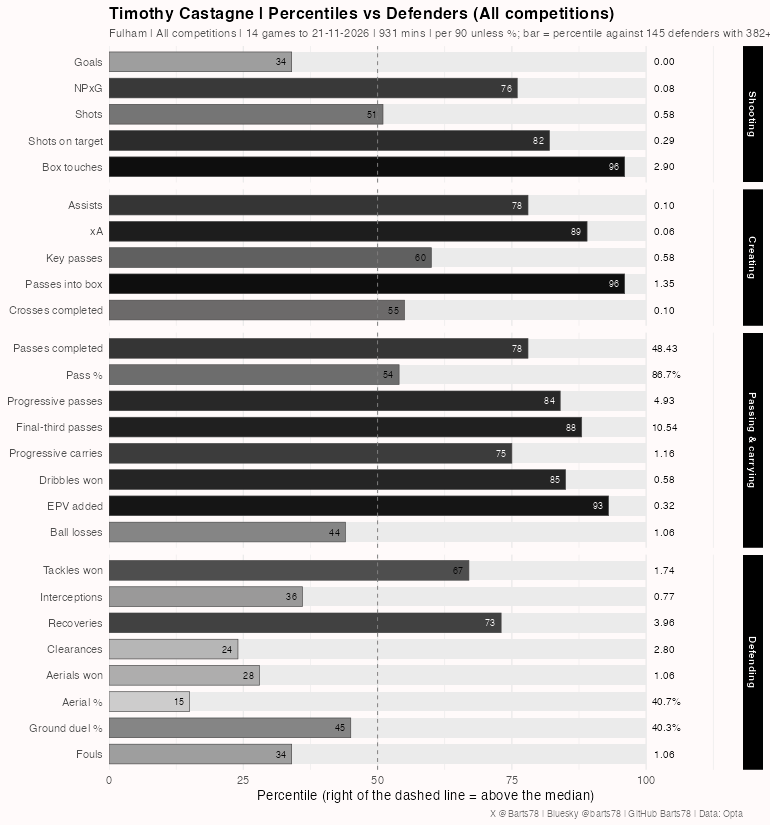 Timothy Castagne | Percentiles vs Defenders (All competitions)
Fulham | All competitions | 14 games to 21-11-2026 | 931 mins | per 90 unless %; bar = percentile against 145 defenders with 382+
Shooting
Goals 34 0.00
NPxG 76 0.08
Shots 51 0.58
Shots on target 82 0.29
Box touches 96 2.90
Creating
Assists 78 0.10
xA 89 0.06
Key passes 60 0.58
Passes into box 96 1.35
Crosses completed 55 0.10
Passing & carrying
Passes completed 78 48.43
Pass % 54 86.7%
Progressive passes 84 4.93
Final-third passes 88 10.54
Progressive carries 75 1.16
Dribbles won 85 0.58
EPV added 93 0.32
Ball losses 44 1.06
Defending
Tackles won 67 1.74
Interceptions 36 0.77
Recoveries 73 3.96
Clearances 24 2.80
Aerials won 28 1.06
Aerial % 15 40.7%
Ground duel % 45 40.3%
Fouls 34 1.06
0 25 50 75 100
Percentile (right of the dashed line = above the median)
X @Barts78 | Bluesky @barts78 | GitHub Barts78 | Data: Opta